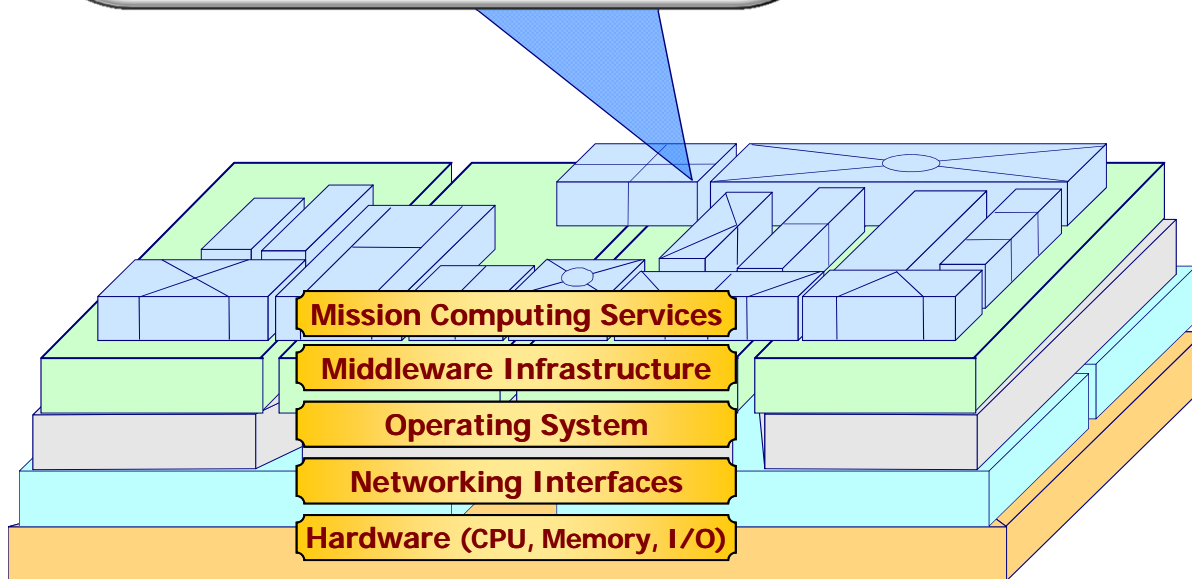 Mission Computing Services
Middleware Infrastructure
Operating System
Networking Interfaces
Hardware (CPU, Memory, I/O)